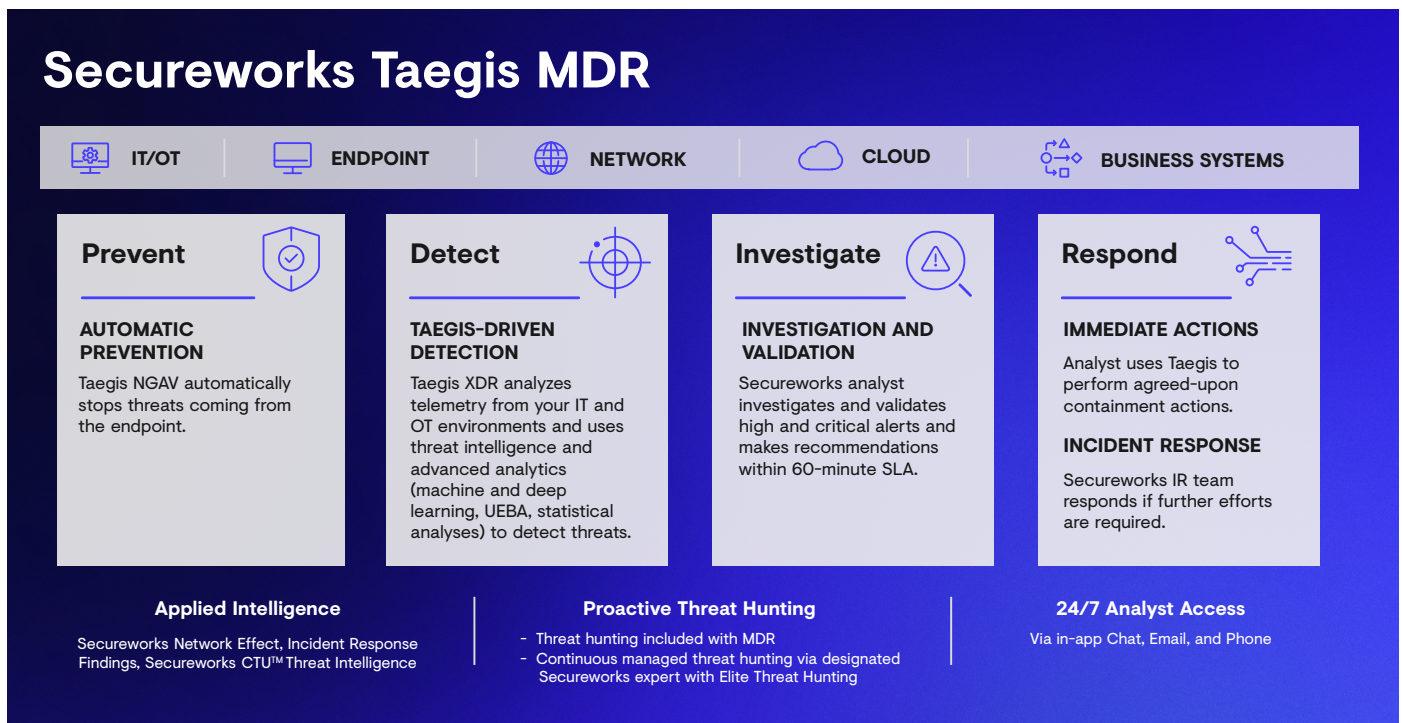 Secureworks Taegis MDR
IT/OT
ENDPOINT
NETWORK
CLOUD
BUSINESS SYSTEMS
Prevent
AUTOMATIC
PREVENTION
Taegis NGAV automatically
stops threats coming from
the endpoint.
Detect
TAEGIS-DRIVEN
DETECTION
Taegis XDR analyzes
telemetry from your IT and
OT environments and uses
threat intelligence and
advanced analytics
(machine and deep
learning, UEBA, statistical
analyses) to detect threats.
Investigate
INVESTIGATION AND
VALIDATION
Secureworks analyst
investigates and validates
high and critical alerts and
makes recommendations
within 60-minute SLA.
Respond
IMMEDIATE ACTIONS
Analyst uses Taegis to
perform agreed-upon
containment actions.
INCIDENT RESPONSE
Secureworks IR team
responds if further efforts
are required.
Applied Intelligence
Secureworks Network Effect, Incident Response
Findings, Secureworks CTU™ Threat Intelligence
Proactive Threat Hunting
- Threat hunting included with MDR
- Continuous managed threat hunting via designated
Secureworks expert with Elite Threat Hunting
24/7 Analyst Access
Via in-app Chat, Email, and Phone